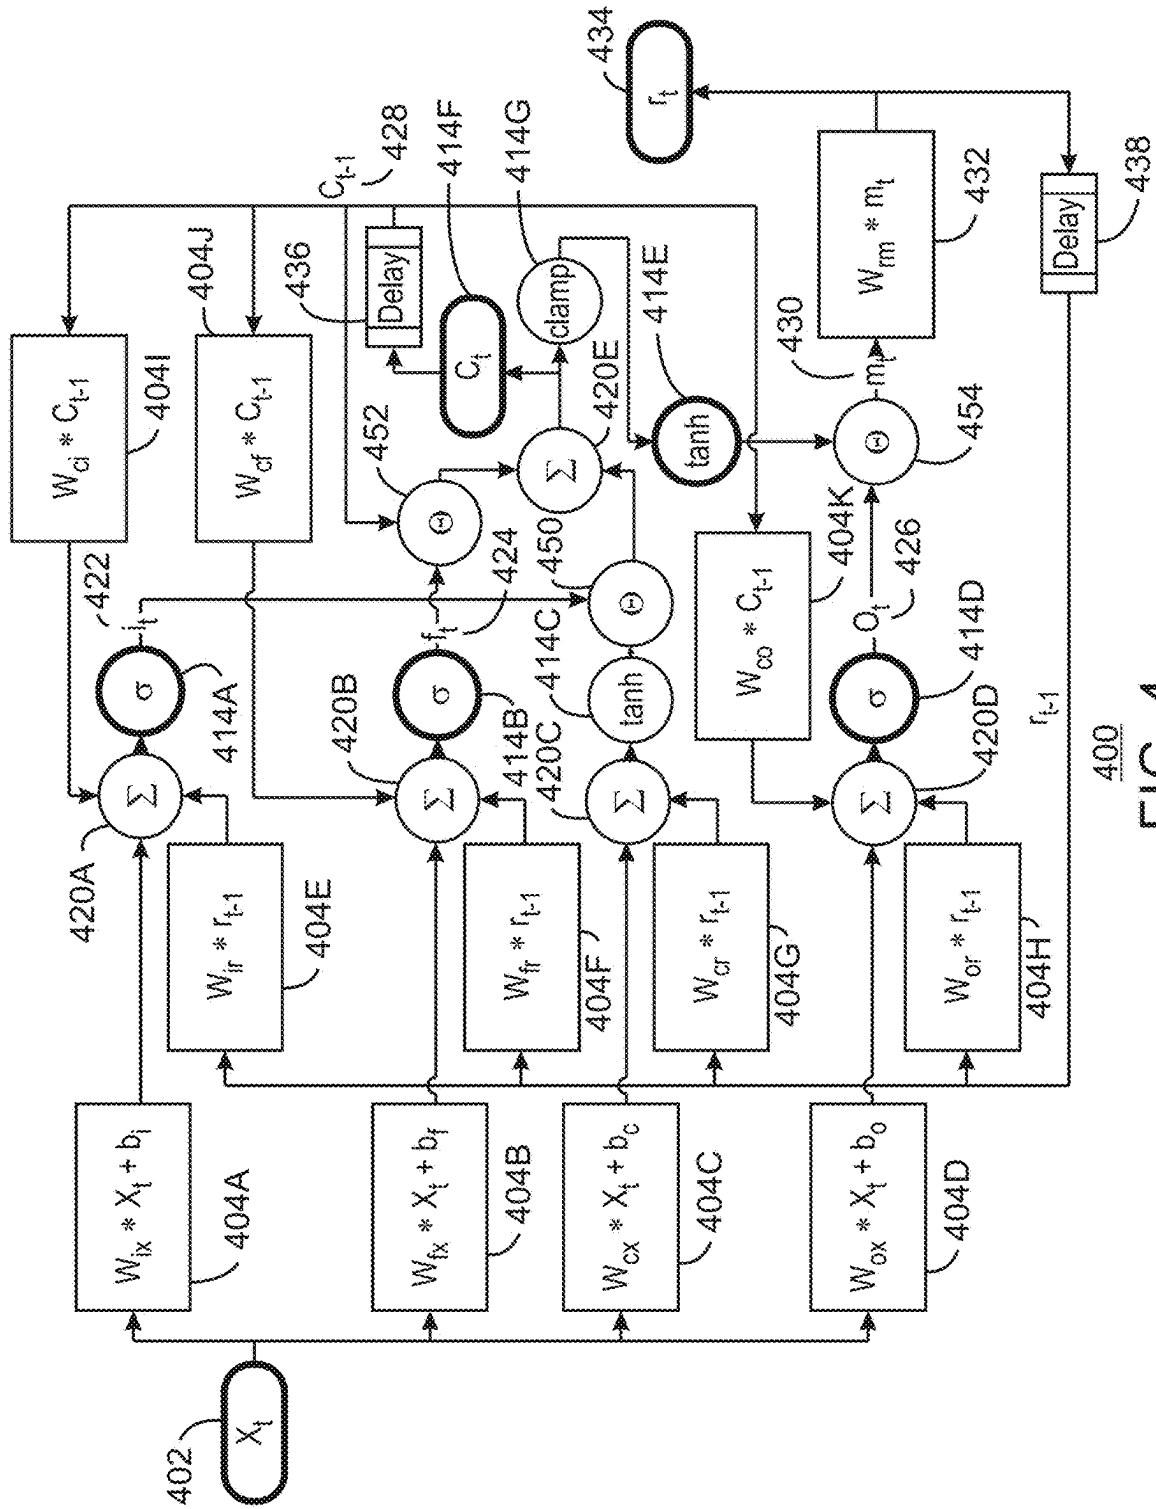 402
X_t
W_ix * X_t + b_i
404A
W_fx * X_t + b_f
404B
W_cx * X_t + b_c
404C
W_ox * X_t + b_o
404D
420A
W_ir * r_t-1
404E
W_fr * r_t-1
404F
W_cr * r_t-1
404G
W_or * r_t-1
404H
Σ
σ
414A
422
i_t
W_ci * C_t-1
404I
W_cf * C_t-1
404J
420B
Σ
σ
414B
f_t
424
420C
Σ
tanh
414C
450
Θ
452
Θ
Σ
420E
436
Delay
C_t-1
428
C_t
414F
clamp
414G
tanh
414E
W_co * C_t-1
404K
Σ
420D
σ
414D
O_t
426
Θ
454
m_t
430
W_rm * m_t
432
r_t
434
Delay
438
r_t-1
400
FIG. 4